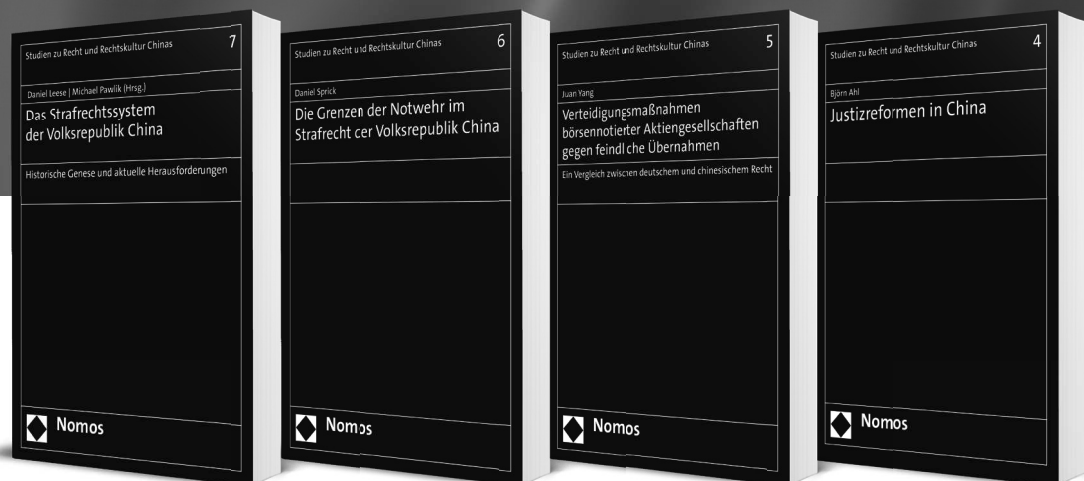 Studien zu Recht und Rechtskultur Chinas 7
Daniel Leese | Michael Pawlik (Hrsg.)
Das Strafrechtssystem
der Volksrepublik China
Historische Genese und aktuelle Herausforderungen
Nomos
Studien zu Recht und Rechtskultur Chinas 6
Daniel Sprick
Die Grenzen der Notwehr im
Strafrecht der Volksrepublik China
Nomos
Studien zu Recht und Rechtskultur Chinas 5
Juan Yang
Verteidigungsmaßnahmen
börsennotierter Aktiengesellschaften
gegen feindliche Übernahmen
Ein Vergleich zwischen deutschem und chinesischem Recht
Nomos
Studien zu Recht und Rechtskultur Chinas 4
Björn Ahl
Justizreformen in China
Nomos